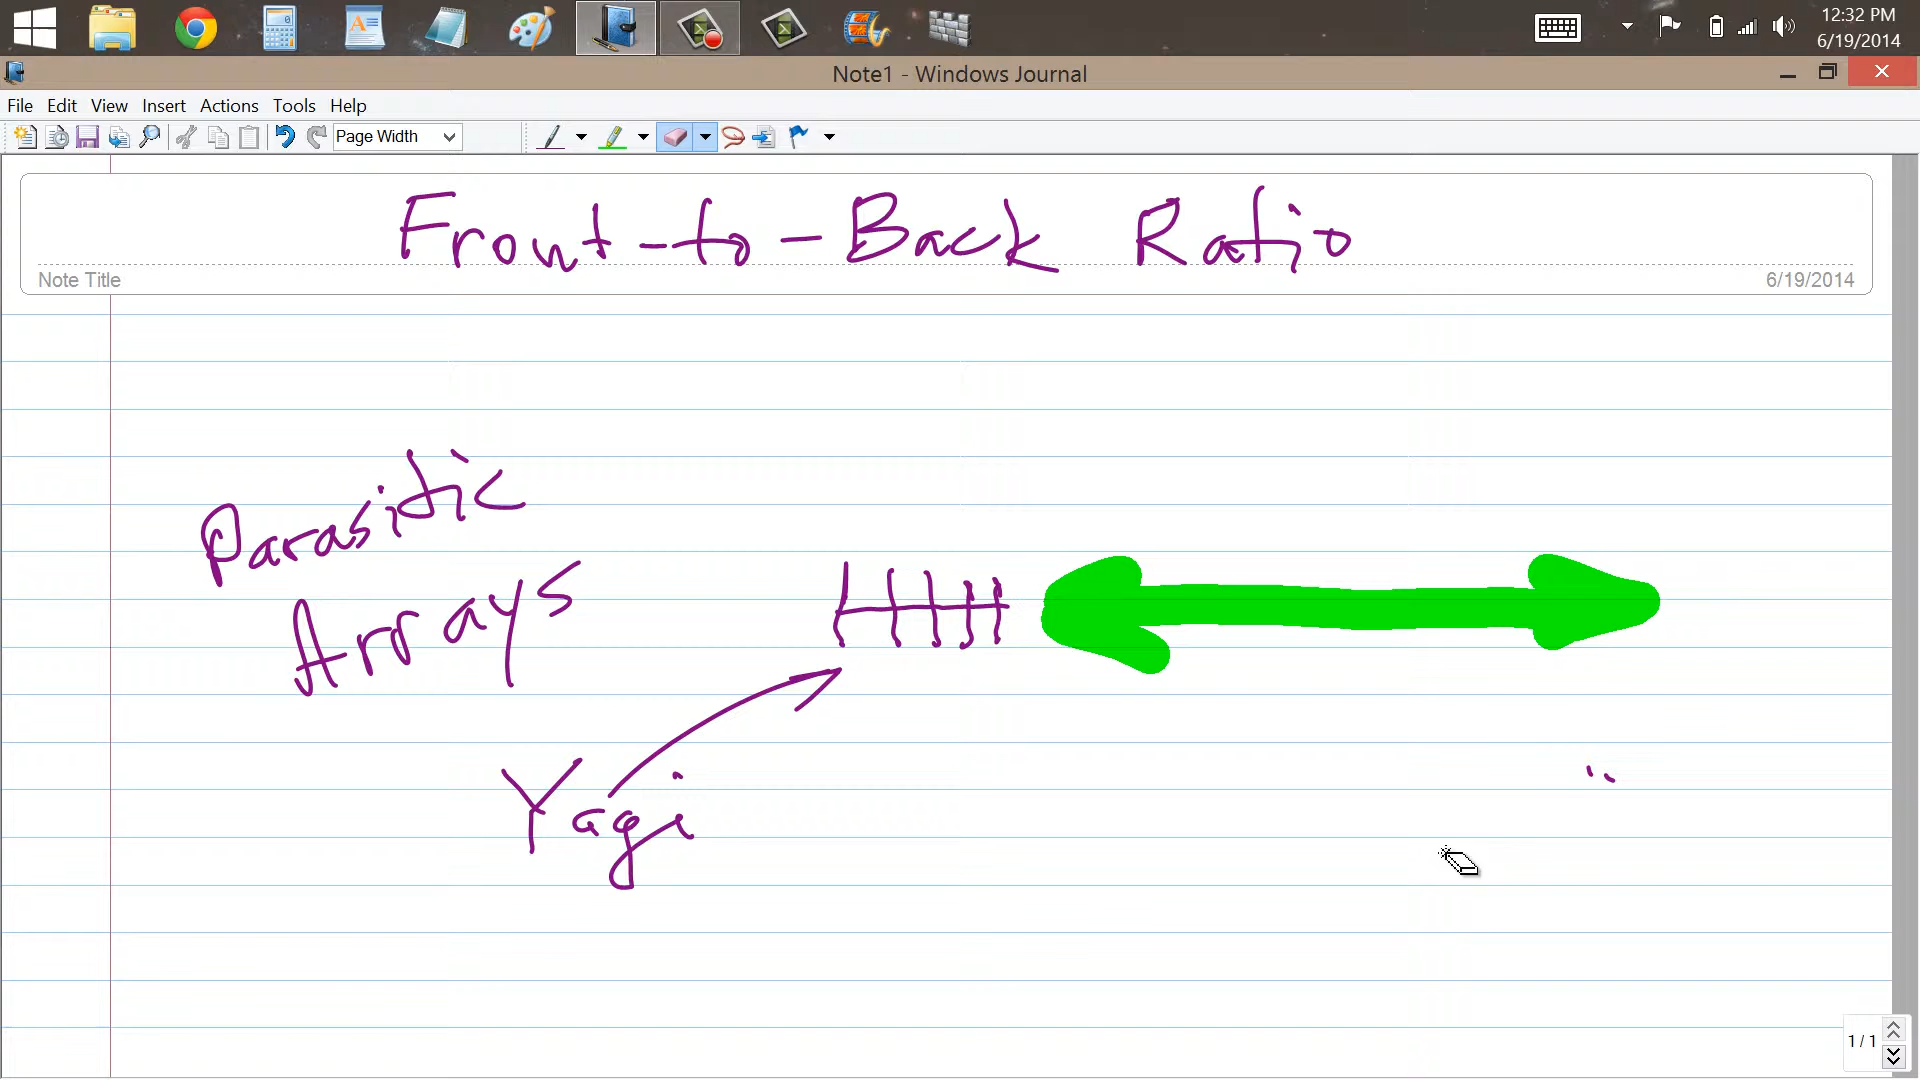 12:32 PM
6/19/2014
Note1 - Windows Journal
File Edit View Insert Actions Tools Help
Page Width
Front-to-Back Ratio
Note Title
6/19/2014
Parasitic
Arrays
Yagi
1 / 1